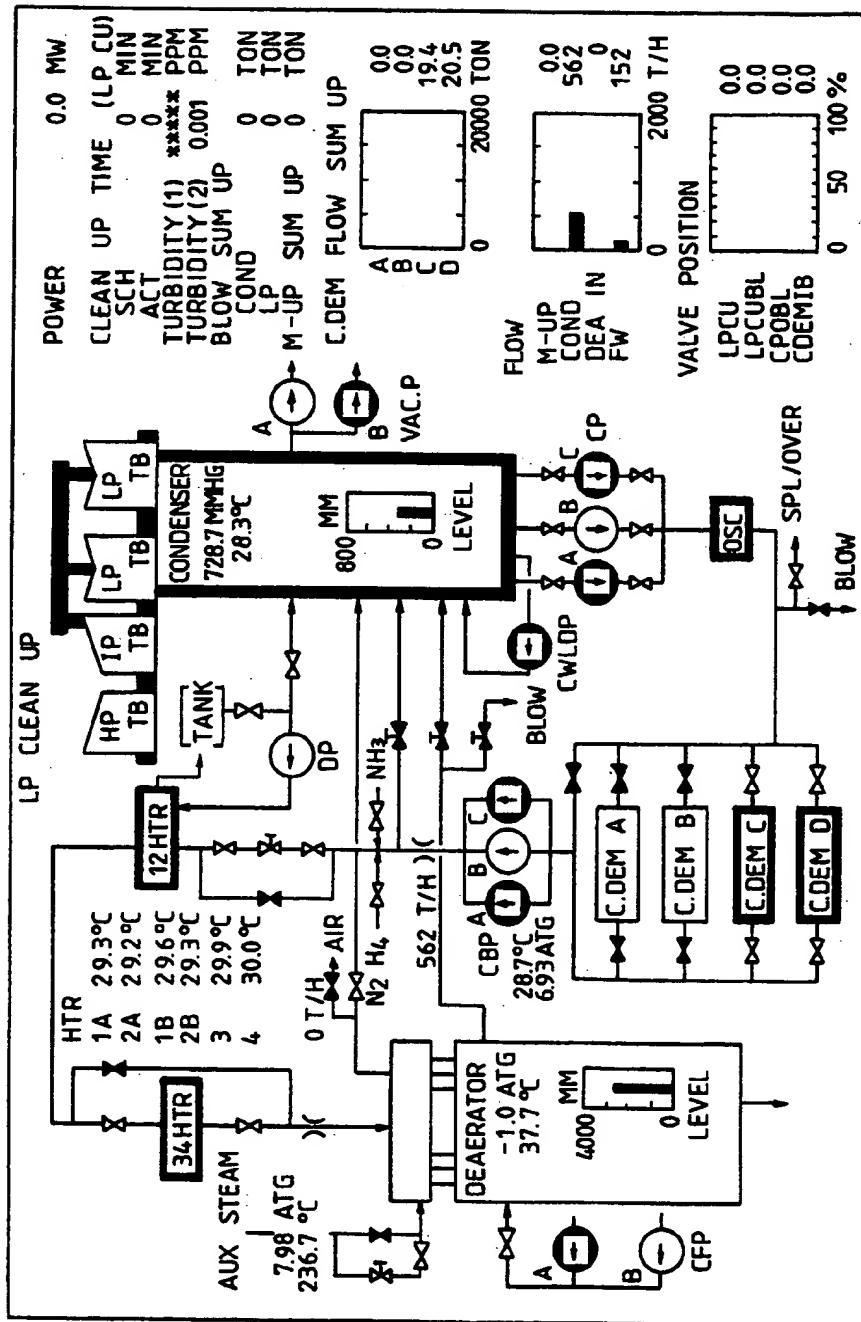 LP CLEAN UP
HP TB
IP TB
LP TB
LP TB
POWER 0.0 MW
CLEAN UP TIME (LP CU)
SCH 0 MIN
ACT 0 MIN
TURBIDITY (1) ***** PPM
TURBIDITY (2) 0.001 PPM
BLOW SUM UP
COND 0 TON
LP 0 TON
M-UP SUM UP 0 TON
C.DEM FLOW SUM UP
A 0.0
B 0.0
C 19.4
D 20.5
0 20000 TON
FLOW
M-UP 0.0
COND 562
DEA IN 0
FW 152
0 2000 T/H
VALVE POSITION
LPCU 0.0
LPCUBL 0.0
CPOBL 0.0
CDEMIB 0.0
0 50 100 %
CONDENSER
728.7 MMHG
28.3°C
MM
800
0
LEVEL
A
B
VAC.P
A B C
CP
OSC
SPL/OVER
BLOW
CWLDP
BLOW
TANK
DP
12 HTR
NH3
N2 H4
562 T/H
0 T/H
AIR
A B C
CBP
28.7°C
6.93 ATG
C.DEM A
C.DEM B
C.DEM C
C.DEM D
HTR
1A 29.3°C
2A 29.2°C
1B 29.6°C
2B 29.3°C
3 29.9°C
4 30.0°C
34 HTR
AUX STEAM
7.98 ATG
236.7 °C
DEAERATOR
-1.0 ATG
37.7 °C
MM
4000
0
LEVEL
A
B
CFP